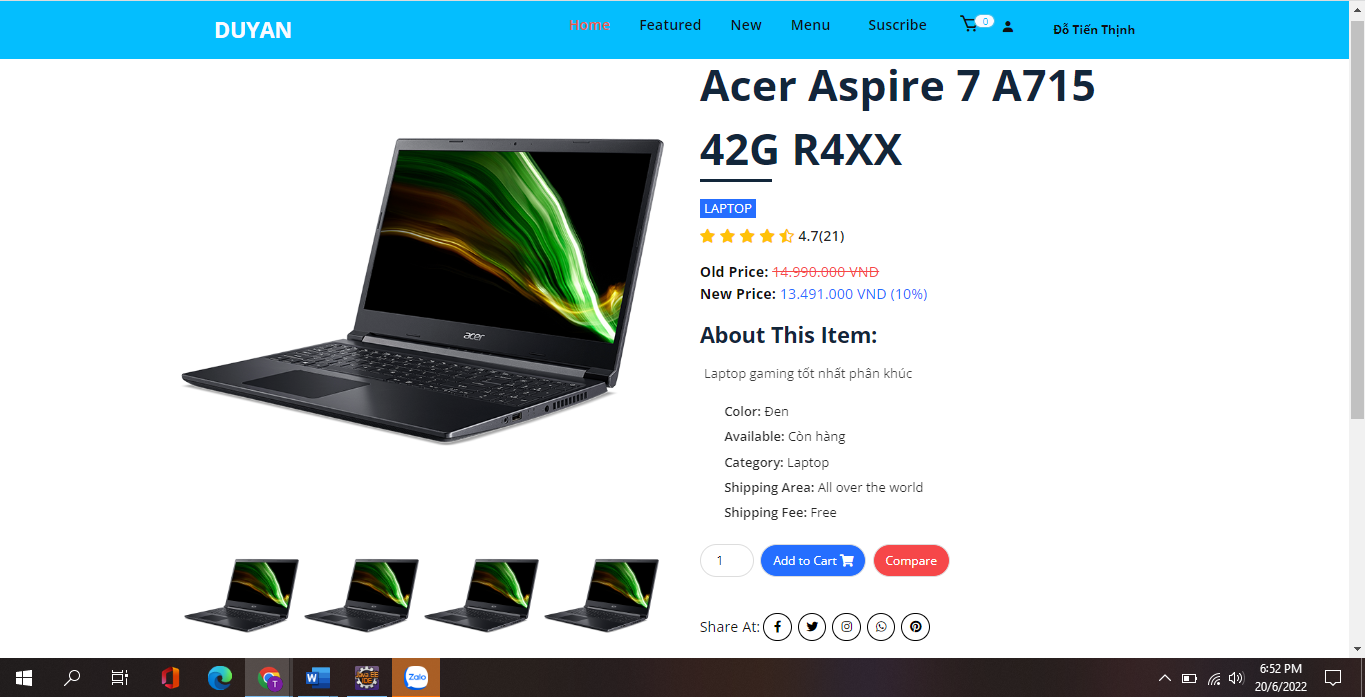 DUYAN
Home Featured New Menu Suscribe 0 Đỗ Tiến Thịnh
Acer Aspire 7 A715
42G R4XX
LAPTOP
4.7(21)
Old Price: 14.990.000 VND
New Price: 13.491.000 VND (10%)
About This Item:
Laptop gaming tốt nhất phân khúc
Color: Đen
Available: Còn hàng
Category: Laptop
Shipping Area: All over the world
Shipping Fee: Free
1 Add to Cart Compare
Share At:
acer
Zalo
6:52 PM
20/6/2022